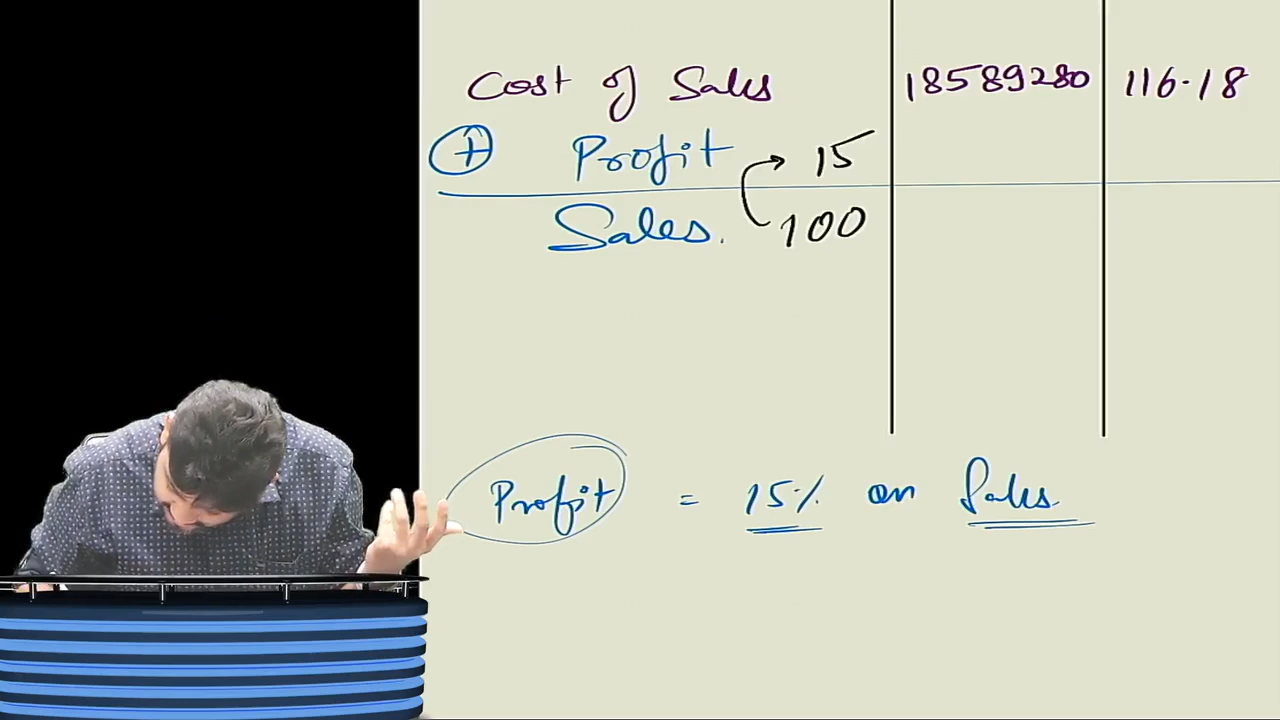 Cost of Sales 18589280 116.18
+ Profit 15
Sales. 100
Profit = 15% on Sales